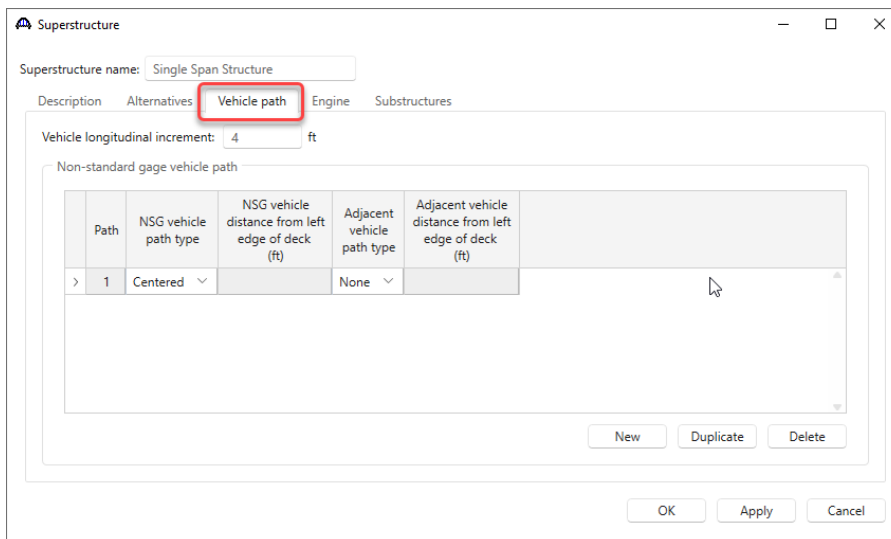 Superstructure
Superstructure name: Single Span Structure
Description Alternatives Vehicle path Engine Substructures
Vehicle longitudinal increment: 4 ft
Non-standard gage vehicle path
Path
NSG vehicle
path type
NSG vehicle
distance from left
edge of deck
(ft)
Adjacent
vehicle
path type
Adjacent vehicle
distance from left
edge of deck
(ft)
1 Centered None
New Duplicate Delete
OK Apply Cancel